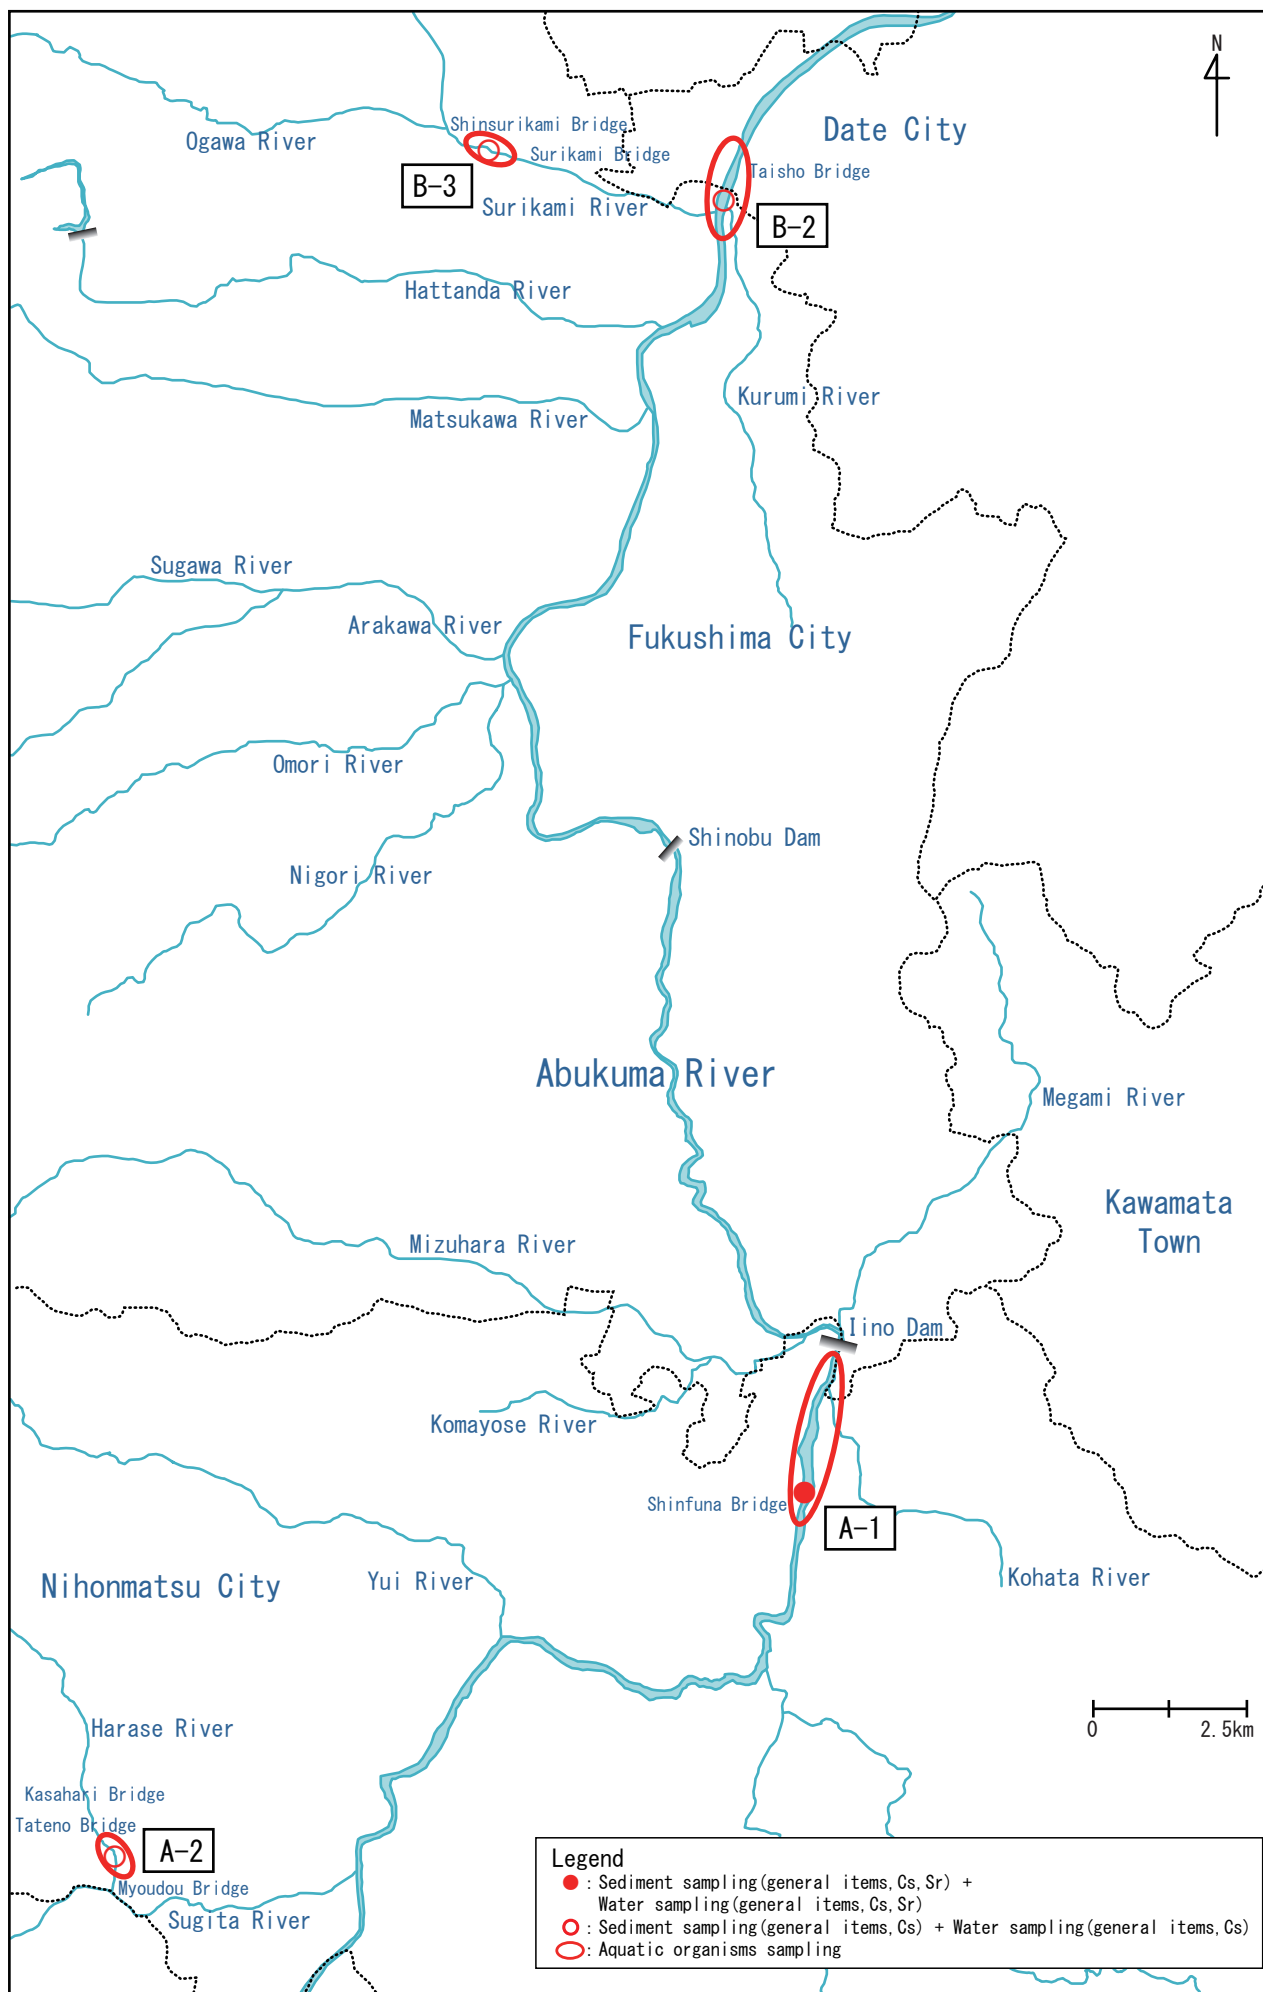 N
Date City
Shinsurikami Bridge
Ogawa River
Surikami Bridge
Taisho Bridge
B-3
Surikami River
B-2
Hattanda River
Kurumi River
Matsukawa River
Sugawa River
Arakawa River
Fukushima City
Omori River
Shinobu Dam
Nigori River
Abukuma River
Megami River
Kawamata
Town
Mizuhara River
Iino Dam
Komayose River
Shinfuna Bridge
A-1
Nihonmatsu City
Yui River
Kohata River
Harase River
0 2.5km
Kasahari Bridge
Tateno Bridge
A-2
Myoudou Bridge
Sugita River
Legend
: Sediment sampling(general items,Cs,Sr) +
Water sampling(general items,Cs,Sr)
: Sediment sampling(general items,Cs) + Water sampling(general items,Cs)
: Aquatic organisms sampling